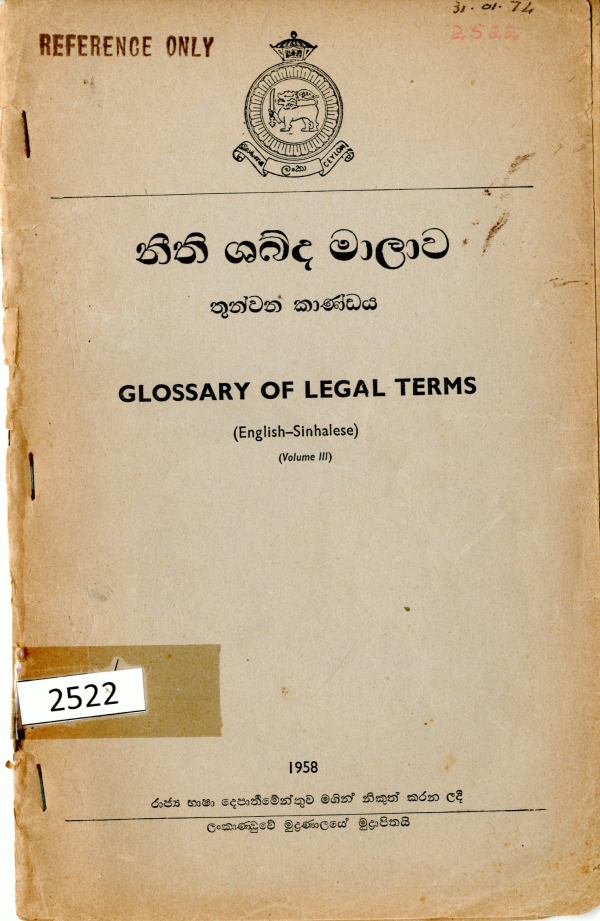 31.01.74
REFERENCE ONLY
2522
ලංකා
CEYLON
නීති ශබ්ද මාලාව
තුන්වන කාණ්ඩය
GLOSSARY OF LEGAL TERMS
(English–Sinhalese)
(Volume III)
2522
1958
රාජ්‍ය භාෂා දෙපාර්තමේන්තුව මගින් නිකුත් කරන ලදී
ලංකාණ්ඩුවේ මුද්‍රණාලයේ මුද්‍රාපිතයි